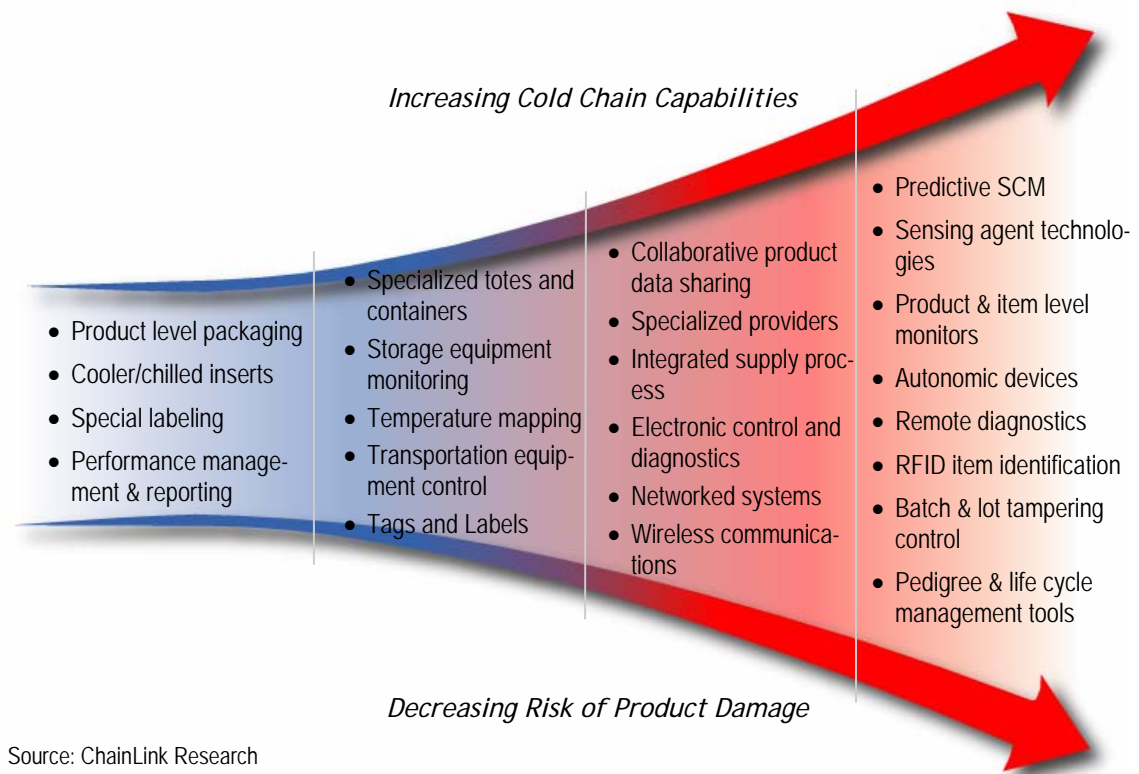 Increasing Cold Chain Capabilities
• Product level packaging
• Cooler/chilled inserts
• Special labeling
• Performance manage-
ment & reporting
• Specialized totes and
containers
• Storage equipment
monitoring
• Temperature mapping
• Transportation equip-
ment control
• Tags and Labels
• Collaborative product
data sharing
• Specialized providers
• Integrated supply proc-
ess
• Electronic control and
diagnostics
• Networked systems
• Wireless communica-
tions
• Predictive SCM
• Sensing agent technolo-
gies
• Product & item level
monitors
• Autonomic devices
• Remote diagnostics
• RFID item identification
• Batch & lot tampering
control
• Pedigree & life cycle
management tools
Decreasing Risk of Product Damage
Source: ChainLink Research